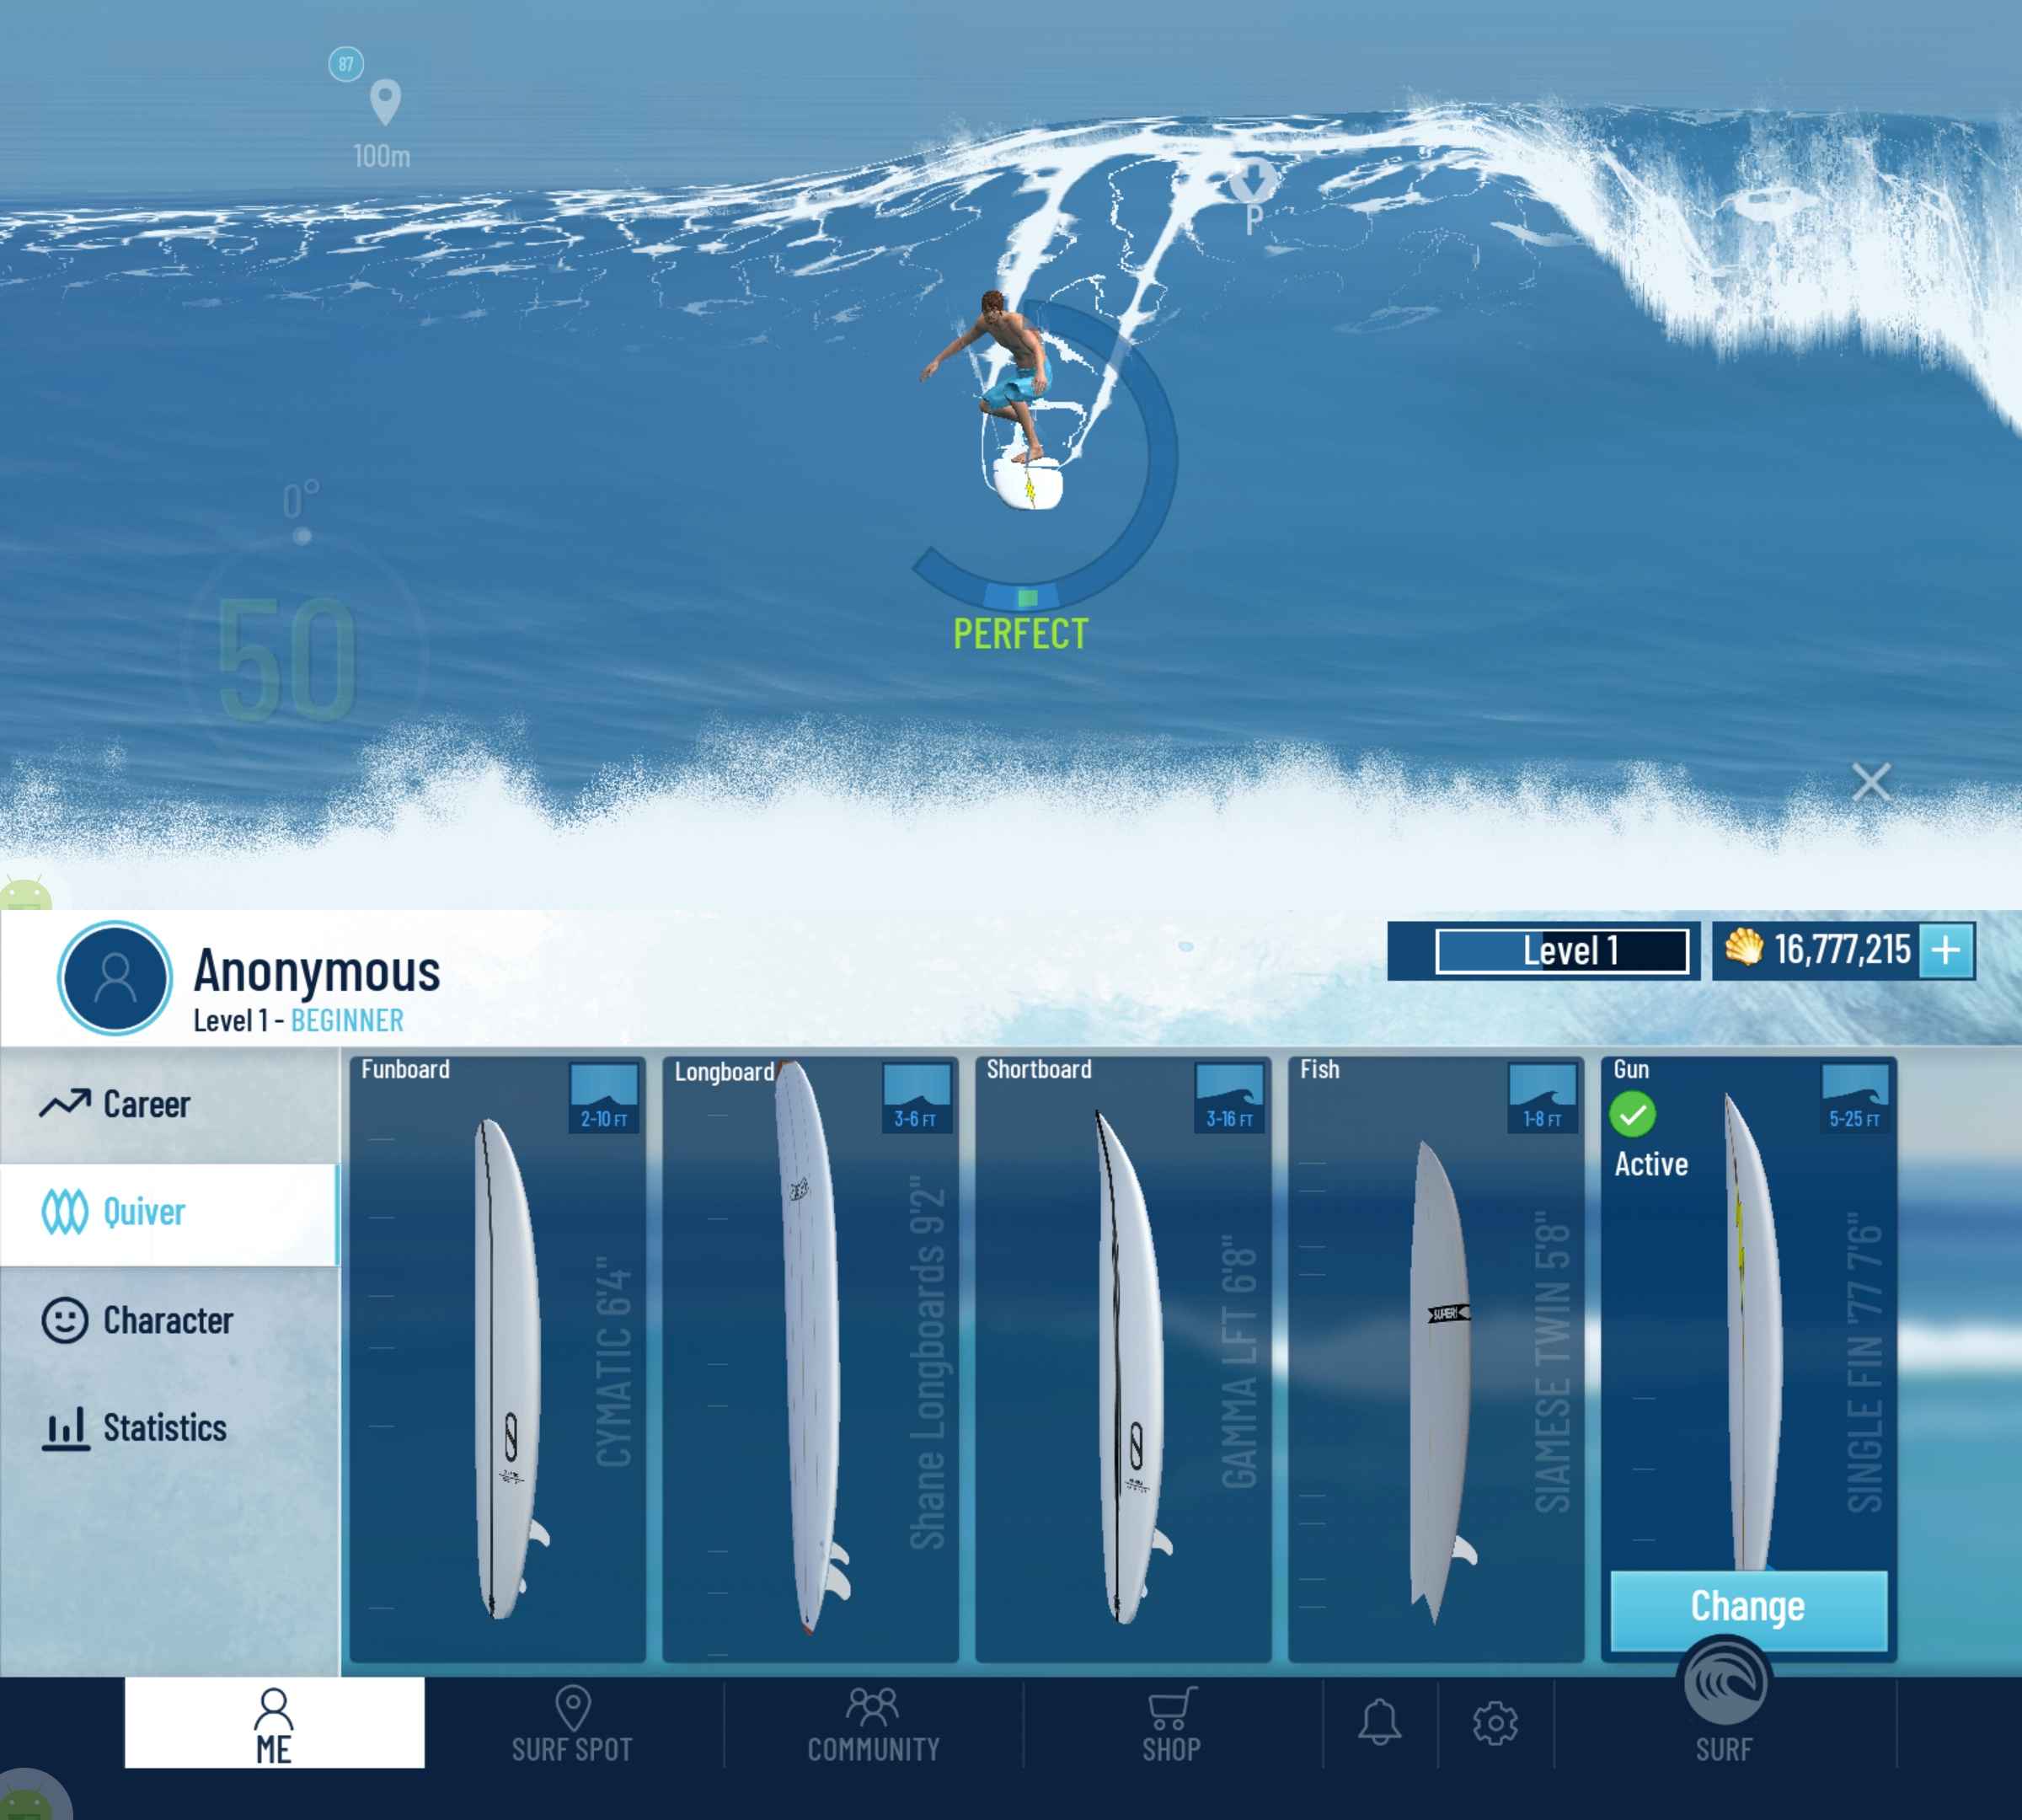 87
100m
P
0°
50
PERFECT
Anonymous
Level 1 - BEGINNER
Level 1
16,777,215
+
Career
Quiver
Character
Statistics
Funboard
2-10 FT
CYMATIC 6'4"
Longboard
3-6 FT
Shane Longboards 9'2"
Shortboard
3-16 FT
GAMMA LFT 6'8"
Fish
1-8 FT
SUPER
SIAMESE TWIN 5'8"
Gun
5-25 FT
Active
SINGLE FIN '77 7'6"
Change
ME
SURF SPOT
COMMUNITY
SHOP
SURF